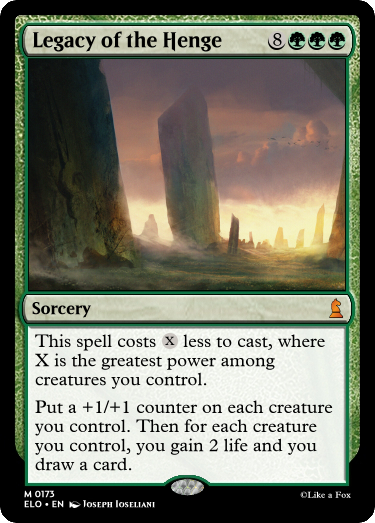 Legacy of the Henge 8
Sorcery
This spell costs X less to cast, where
X is the greatest power among
creatures you control.
Put a +1/+1 counter on each creature
you control. Then for each creature
you control, you gain 2 life and you
draw a card.
M 0173
ELO • EN Joseph Ioseliani
©Like a Fox